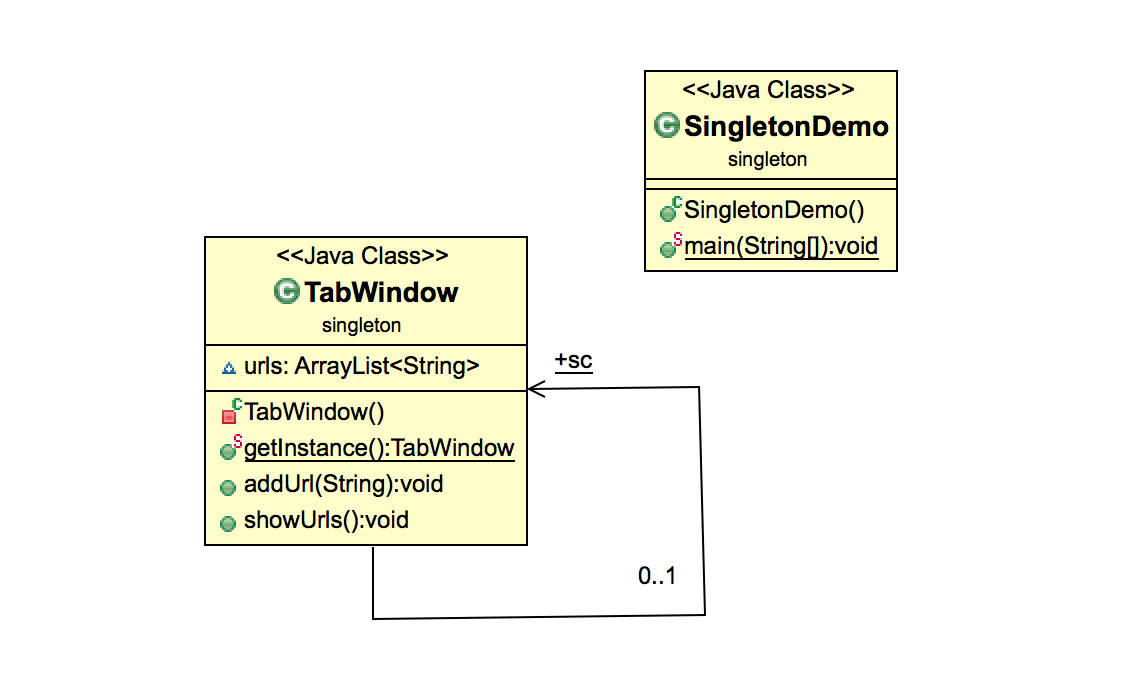 <<Java Class>>
SingletonDemo
singleton
SingletonDemo()
main(String[]):void
<<Java Class>>
TabWindow
singleton
urls: ArrayList<String>
TabWindow()
getInstance():TabWindow
addUrl(String):void
showUrls():void
+sc
0..1